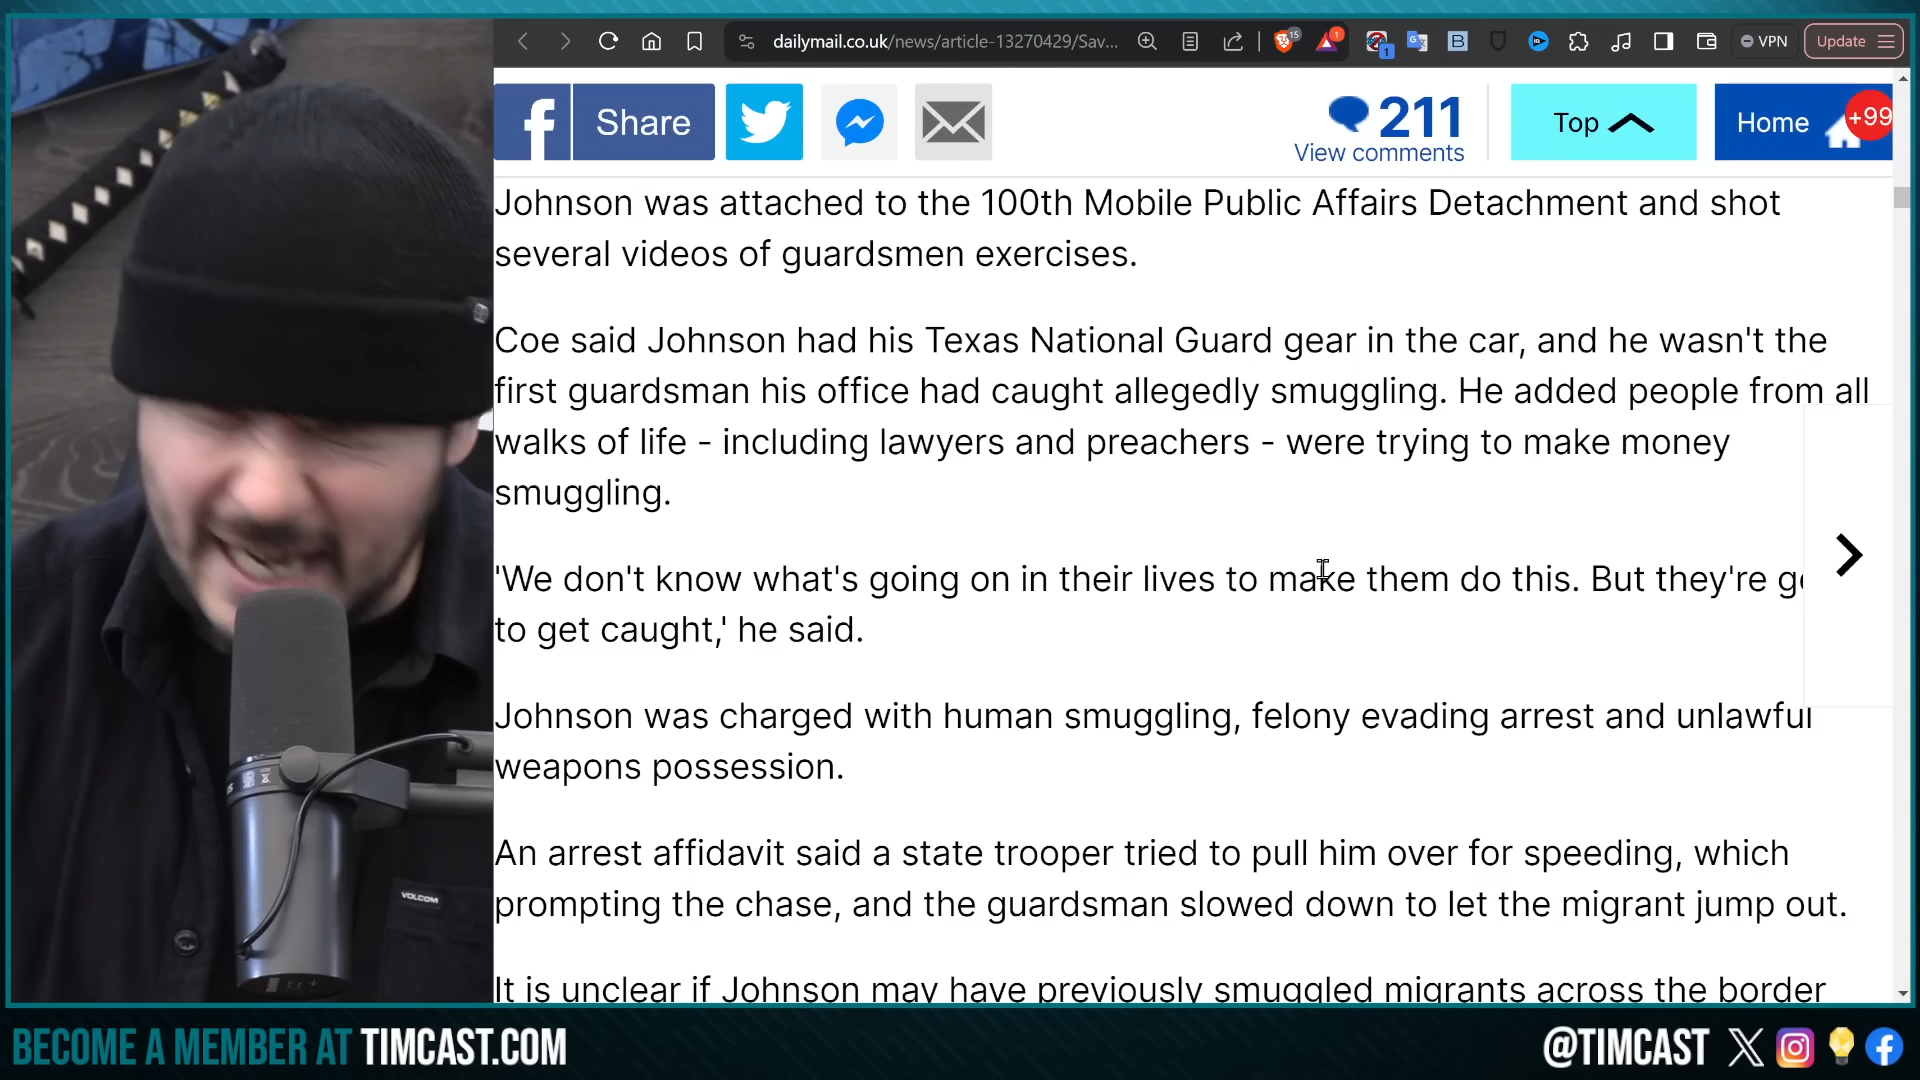 dailymail.co.uk/news/article-13270429/Sav...
15
1
1
B
VPN
Update
f Share
211
View comments
Top
Home
+99
Johnson was attached to the 100th Mobile Public Affairs Detachment and shot
several videos of guardsmen exercises.
Coe said Johnson had his Texas National Guard gear in the car, and he wasn't the
first guardsman his office had caught allegedly smuggling. He added people from all
walks of life - including lawyers and preachers - were trying to make money
smuggling.
'We don't know what's going on in their lives to make them do this. But they're go
to get caught,' he said.
Johnson was charged with human smuggling, felony evading arrest and unlawful
weapons possession.
An arrest affidavit said a state trooper tried to pull him over for speeding, which
prompting the chase, and the guardsman slowed down to let the migrant jump out.
It is unclear if Johnson may have previously smuggled migrants across the border
VOLCOM
BECOME A MEMBER AT TIMCAST.COM
@TIMCAST